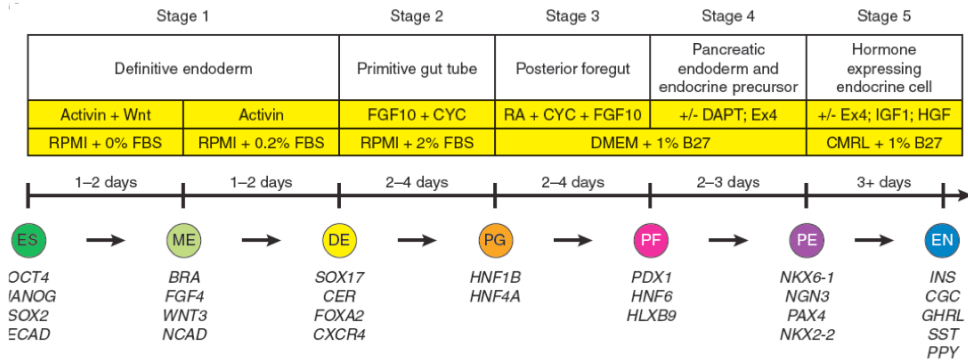 Stage 1 Stage 2 Stage 3 Stage 4 Stage 5
Definitive endoderm Primitive gut tube Posterior foregut Pancreatic endoderm and endocrine precursor Hormone expressing endocrine cell
Activin + Wnt Activin FGF10 + CYC RA + CYC + FGF10 +/- DAPT; Ex4 +/- Ex4; IGF1; HGF
RPMI + 0% FBS RPMI + 0.2% FBS RPMI + 2% FBS DMEM + 1% B27 CMRL + 1% B27
1–2 days 1–2 days 2–4 days 2–4 days 2–3 days 3+ days
ES ME DE PG PF PE EN
OCT4 BRA SOX17 HNF1B PDX1 NKX6-1 INS
IANOG FGF4 CER HNF4A HNF6 NGN3 CGC
SOX2 WNT3 FOXA2 HLXB9 PAX4 GHRL
ECAD NCAD CXCR4 NKX2-2 SST
PPY